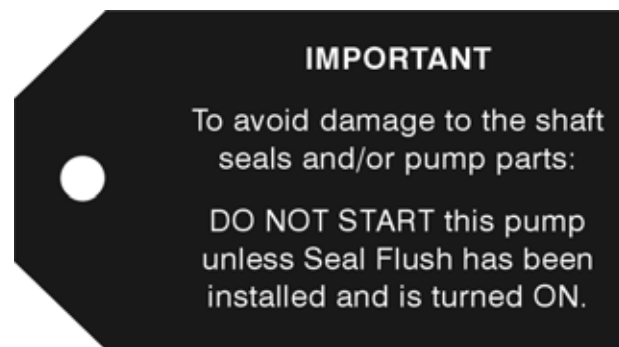 IMPORTANT
To avoid damage to the shaft
seals and/or pump parts:
DO NOT START this pump
unless Seal Flush has been
installed and is turned ON.